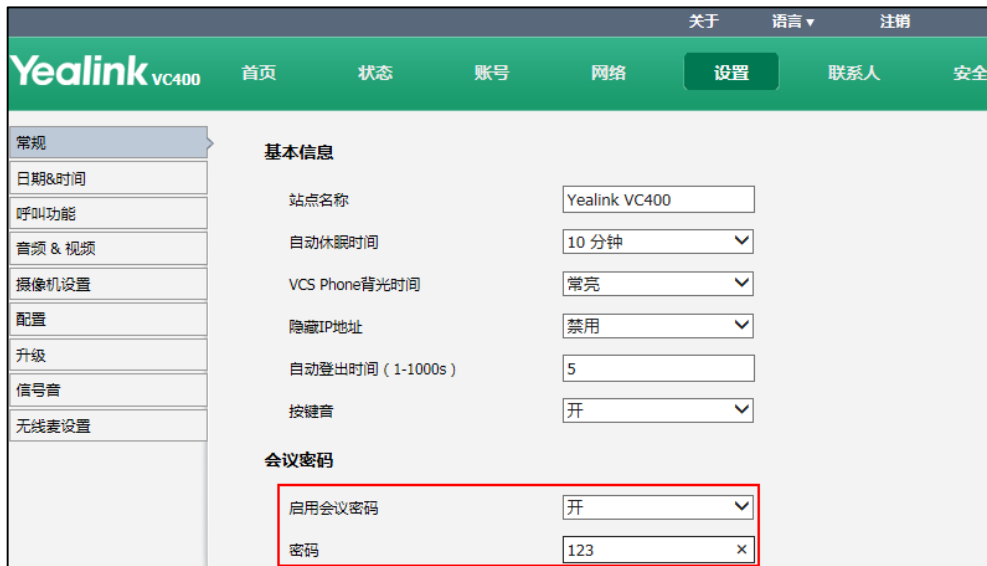 关于 语言▼ 注销
Yealink VC400 首页 状态 账号 网络 设置 联系人 安全
常规
日期&时间
呼叫功能
音频 & 视频
摄像机设置
配置
升级
信号音
无线麦设置
基本信息
站点名称 Yealink VC400
自动休眠时间 10 分钟
VCS Phone背光时间 常亮
隐藏IP地址 禁用
自动登出时间 ( 1-1000s ) 5
按键音 开
会议密码
启用会议密码 开
密码 123 ×